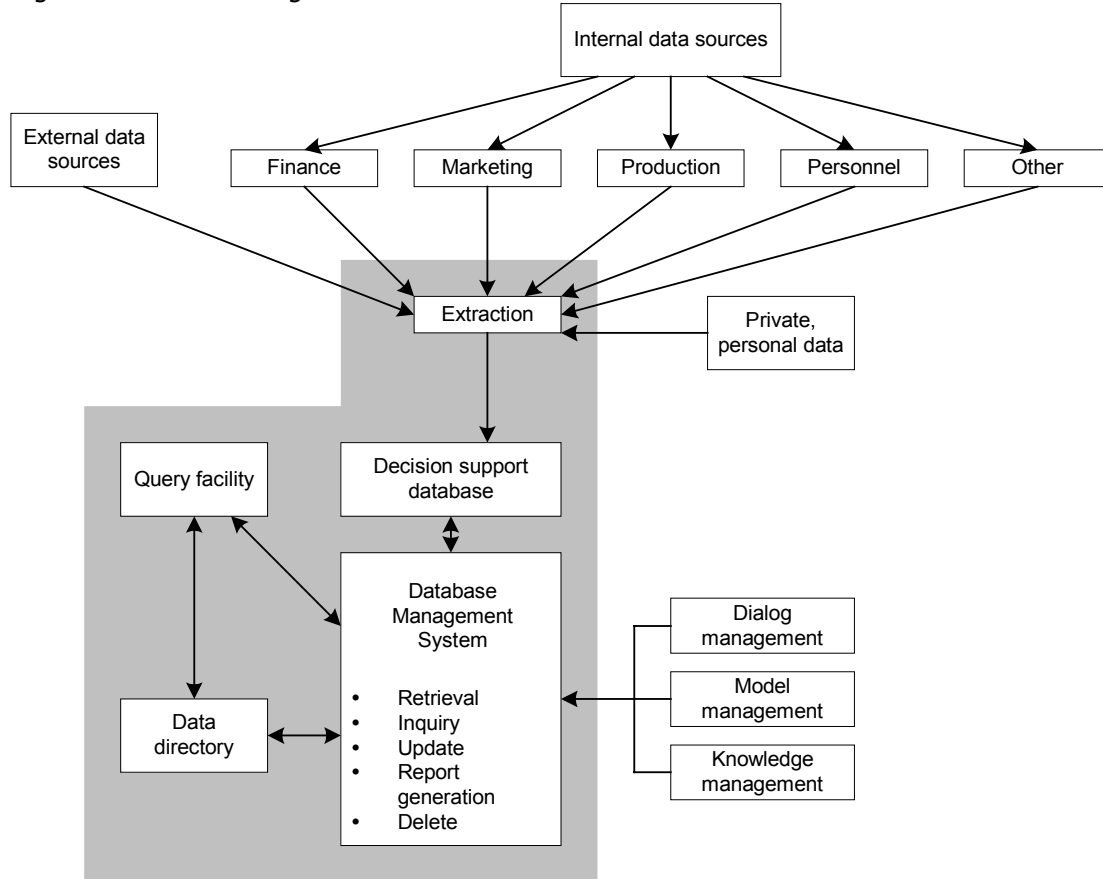 Internal data sources
External data
sources
Finance
Marketing
Production
Personnel
Other
Extraction
Private,
personal data
Query facility
Decision support
database
Database
Management
System
• Retrieval
• Inquiry
• Update
• Report
generation
• Delete
Data
directory
Dialog
management
Model
management
Knowledge
management